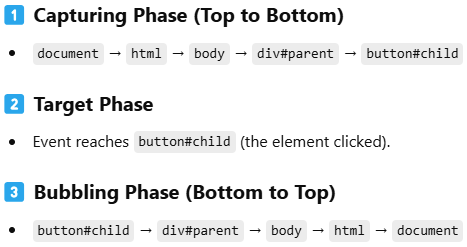 1 Capturing Phase (Top to Bottom)
• document → html → body → div#parent → button#child
2 Target Phase
• Event reaches button#child (the element clicked).
3 Bubbling Phase (Bottom to Top)
• button#child → div#parent → body → html → document